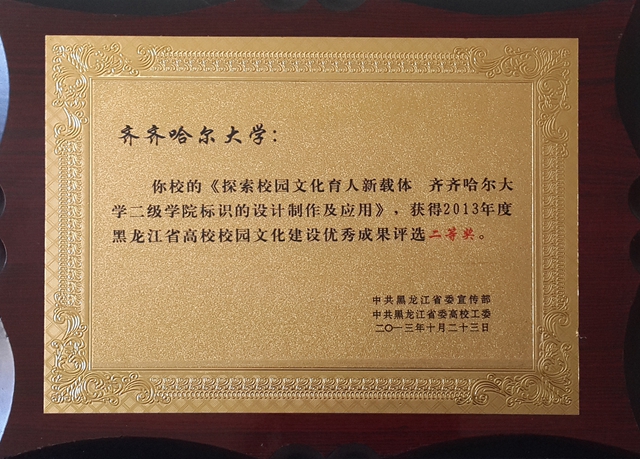 齐齐哈尔大学：
你校的《探索校园文化育人新载体 齐齐哈尔大
学二级学院标识的设计制作及应用》，获得2013年度
黑龙江省高校校园文化建设优秀成果评选二等奖。
中共黑龙江省委宣传部
中共黑龙江省委高校工委
二〇一三年十月二十三日